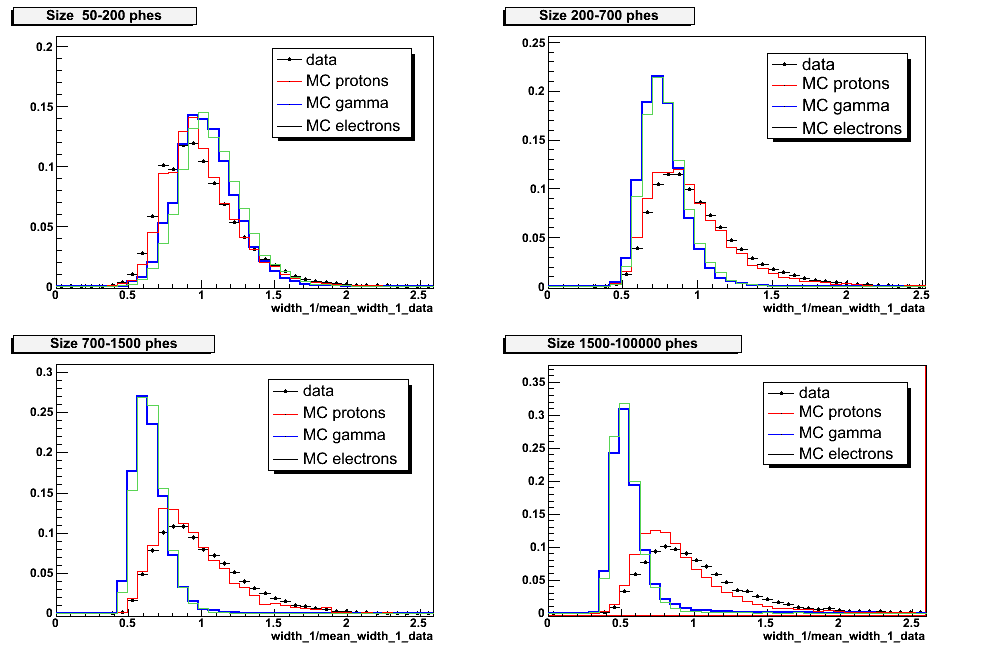 Size  50-200 phes
0.2
0.15
0.1
0.05
0
data
MC protons
MC gamma
MC electrons
0
0.5
1
1.5
2
2.5
width_1/mean_width_1_data
Size 200-700 phes
0.25
0.2
0.15
0.1
0.05
0
data
MC protons
MC gamma
MC electrons
0
0.5
1
1.5
2
2.5
width_1/mean_width_1_data
Size 700-1500 phes
0.3
0.25
0.2
0.15
0.1
0.05
0
data
MC protons
MC gamma
MC electrons
0
0.5
1
1.5
2
2.5
width_1/mean_width_1_data
Size 1500-100000 phes
0.35
0.3
0.25
0.2
0.15
0.1
0.05
0
data
MC protons
MC gamma
MC electrons
0
0.5
1
1.5
2
2.5
width_1/mean_width_1_data